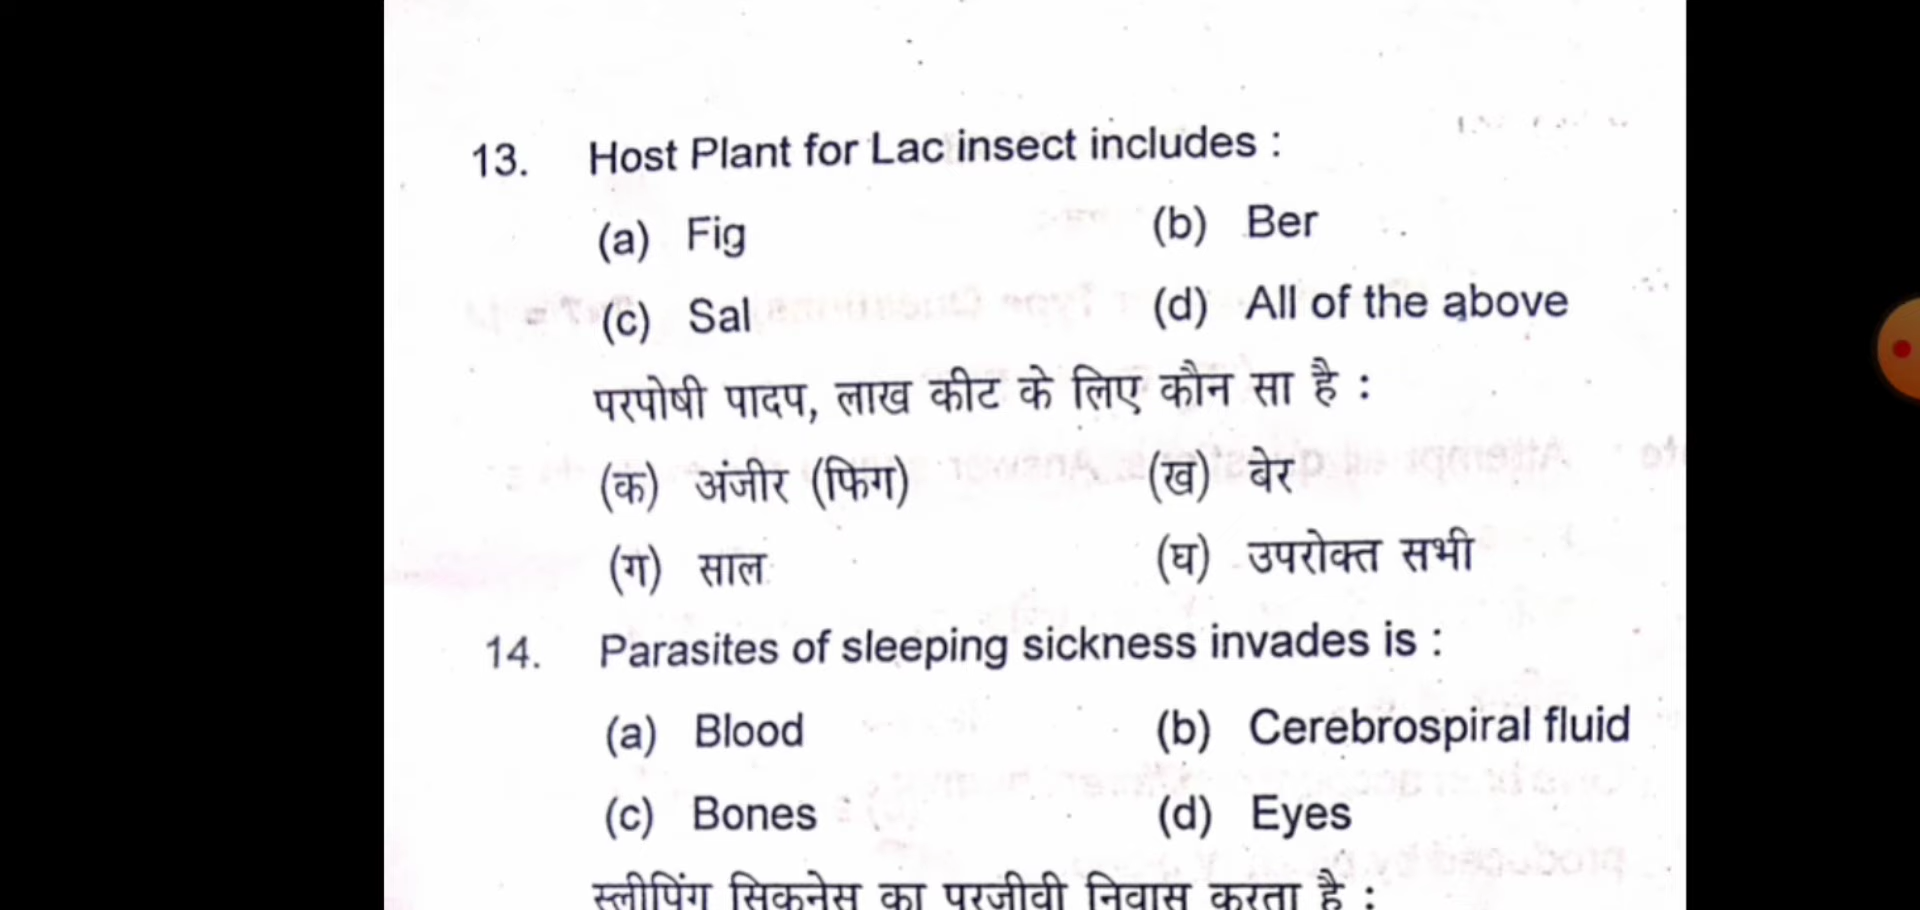 13. Host Plant for Lac insect includes :
(a) Fig (b) Ber
(c) Sal (d) All of the above
परपोषी पादप, लाख कीट के लिए कौन सा है :
(क) अंजीर (फिग) (ख) बेर
(ग) साल (घ) उपरोक्त सभी
14. Parasites of sleeping sickness invades is :
(a) Blood (b) Cerebrospiral fluid
(c) Bones (d) Eyes
स्लीपिंग सिकनेस का परजीवी निवास करता है :